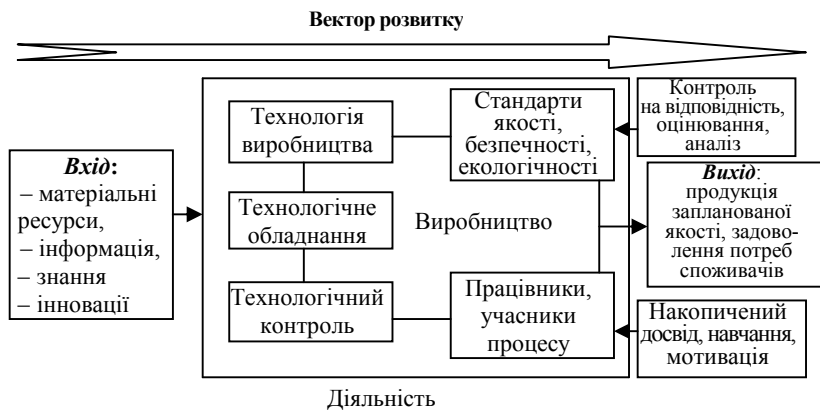 Вектор розвитку
Вхід:
– матеріальні
ресурси,
– інформація,
– знання
– інновації
Технологія
виробництва
Технологічне
обладнання
Технологічний
контроль
Стандарти
якості,
безпечності,
екологічності
Виробництво
Працівники,
учасники
процесу
Контроль
на відповідність,
оцінювання,
аналіз
Вихід:
продукція
запланованої
якості, задово-
лення потреб
споживачів
Накопичений
досвід, навчання,
мотивація
Діяльність